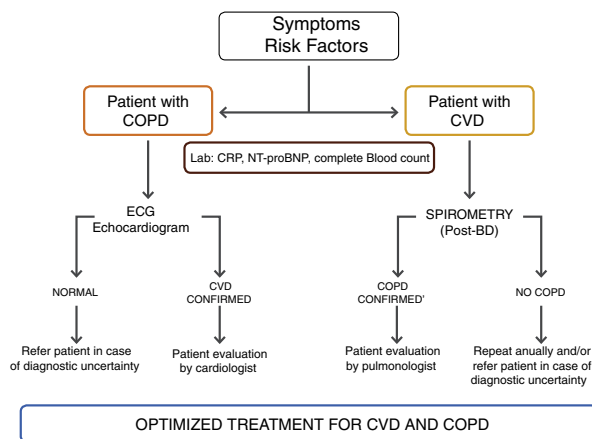 Symptoms
Risk Factors
Patient with
COPD
Patient with
CVD
Lab: CRP, NT-proBNP, complete Blood count
ECG
Echocardiogram
SPIROMETRY
(Post-BD)
NORMAL
CVD
CONFIRMED
COPD
CONFIRMED'
NO COPD
Refer patient in case
of diagnostic uncertainty
Patient evaluation
by cardiologist
Patient evaluation
by pulmonologist
Repeat anually and/or
refer patient in case of
diagnostic uncertainty
OPTIMIZED TREATMENT FOR CVD AND COPD